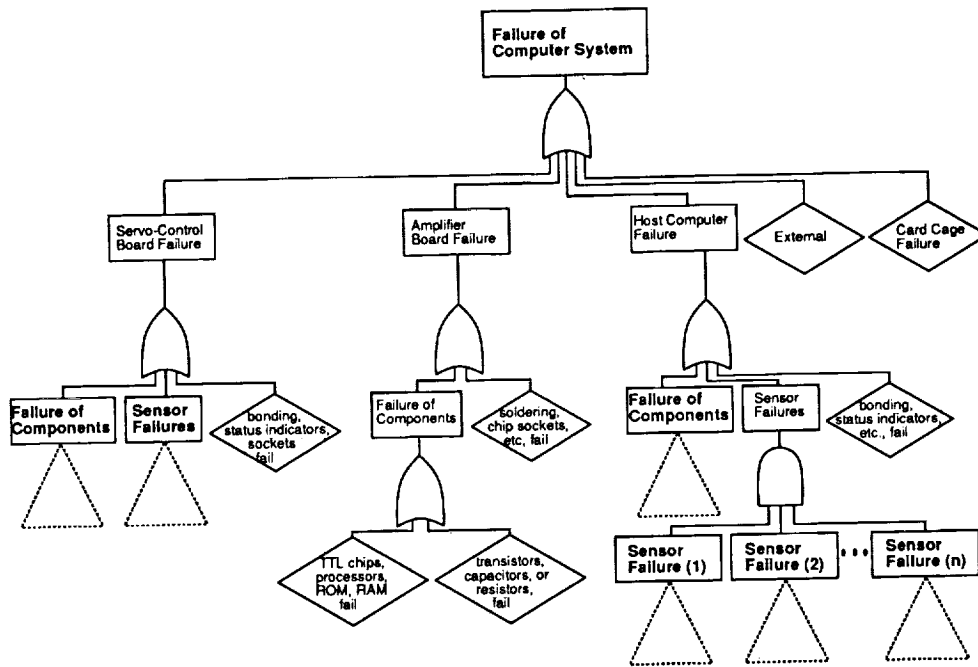 Failure of
Computer System
Servo-Control
Board Failure
Amplifier
Board Failure
Host Computer
Failure
External
Card Cage
Failure
Failure of
Components
Sensor
Failures
bonding,
status indicators,
sockets
fail
Failure of
Components
soldering,
chip sockets,
etc, fail
Failure of
Components
Sensor
Failures
bonding,
status indicators,
etc., fail
TTL chips,
processors,
ROM, RAM
fail
transistors,
capacitors, or
resistors,
fail
Sensor
Failure (1)
Sensor
Failure (2)
• • •
Sensor
Failure (n)